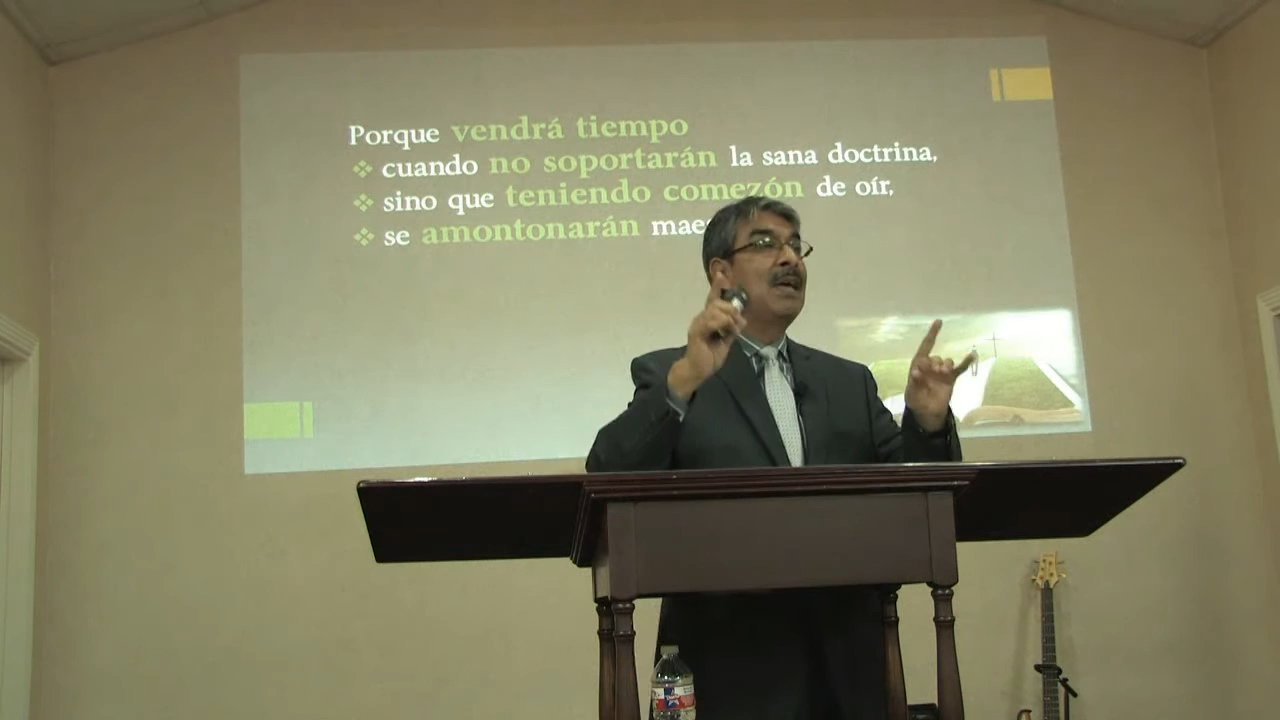 Porque vendrá tiempo
❖ cuando no soportarán la sana doctrina,
❖ sino que teniendo comezón de oír,
❖ se amontonarán